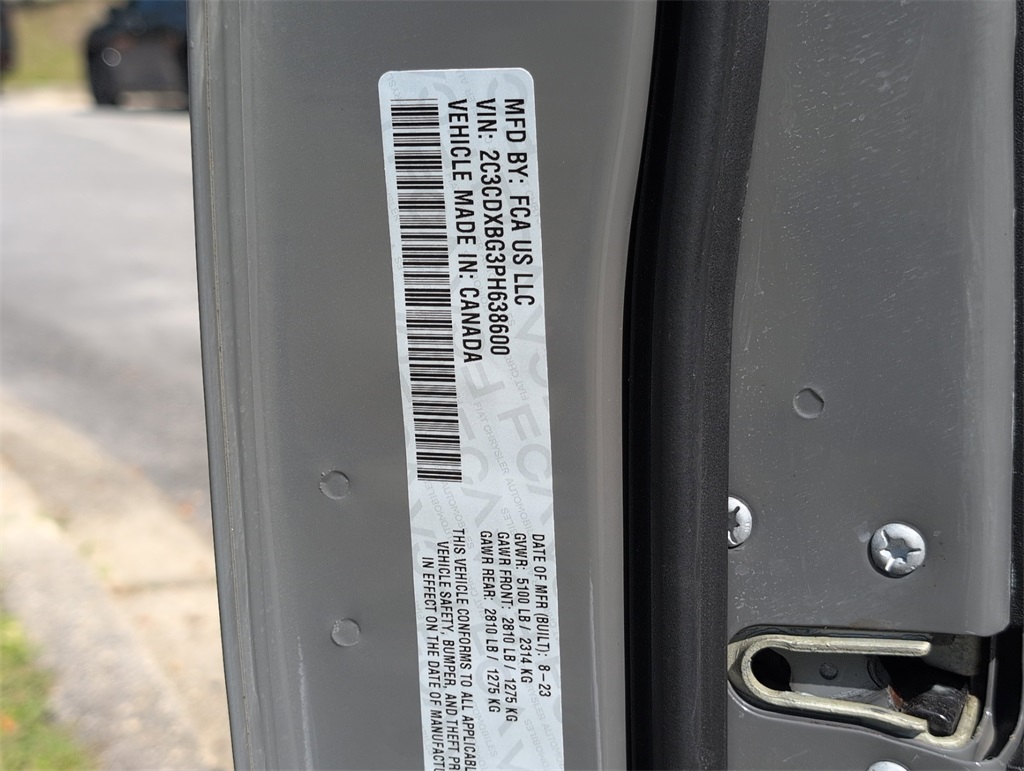 MFD BY: FCA US LLC
VIN: 2C3CDXBG3PH638600
VEHICLE MADE IN: CANADA
DATE OF MFR (BUILT): 8-23
GVWR: 5100 LB / 2314 KG
GAWR FRONT: 2810 LB / 1275 KG
GAWR REAR: 2810 LB / 1275 KG
THIS VEHICLE CONFORMS TO ALL APPLICABL
VEHICLE SAFETY, BUMPER, AND THEFT PR
IN EFFECT ON THE DATE OF MANUFACT